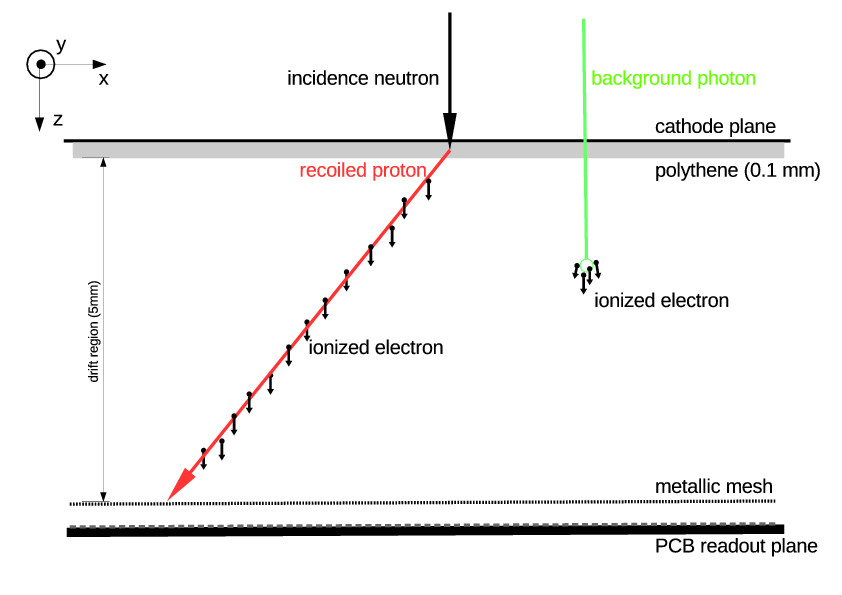 y
x
z
incidence neutron
background photon
cathode plane
recoiled proton
polythene (0.1 mm)
drift region (5mm)
ionized electron
ionized electron
metallic mesh
PCB readout plane